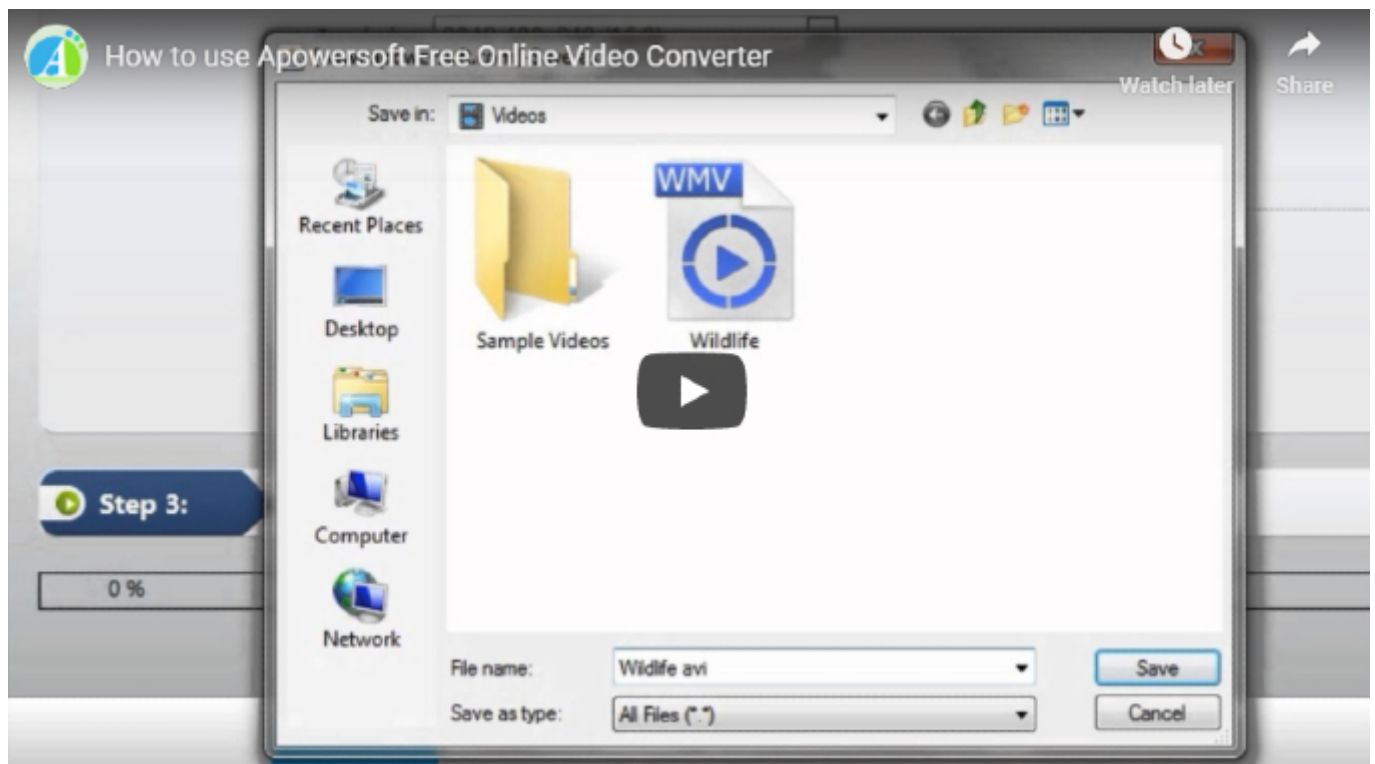 How to use Apowersoft Free Online Video Converter
Watch later
Share
Save in:
Videos
Recent Places
Desktop
Libraries
Computer
Network
WMV
Sample Videos
Wildlife
Step 3:
0 %
File name:
Wildlife avi
Save
Save as type:
All Files (*.*)
Cancel